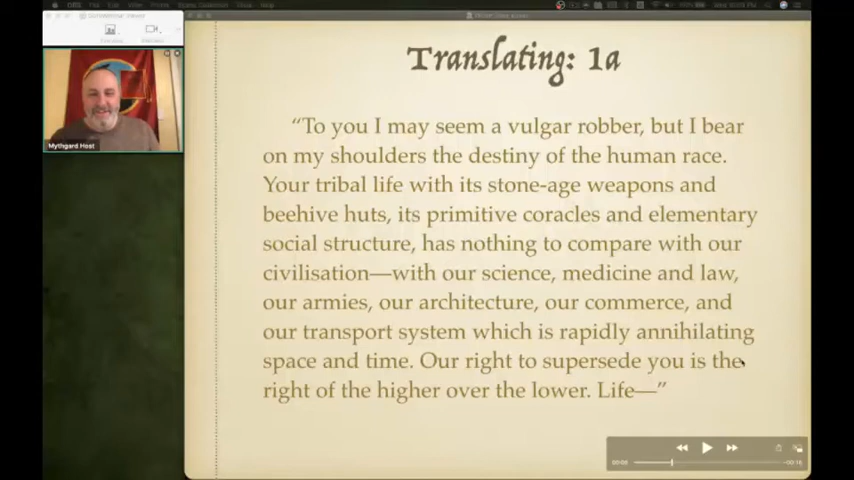 Translating: 1a
Mythgard Host
“To you I may seem a vulgar robber, but I bear
on my shoulders the destiny of the human race.
Your tribal life with its stone-age weapons and
beehive huts, its primitive coracles and elementary
social structure, has nothing to compare with our
civilisation—with our science, medicine and law,
our armies, our architecture, our commerce, and
our transport system which is rapidly annihilating
space and time. Our right to supersede you is the
right of the higher over the lower. Life—”